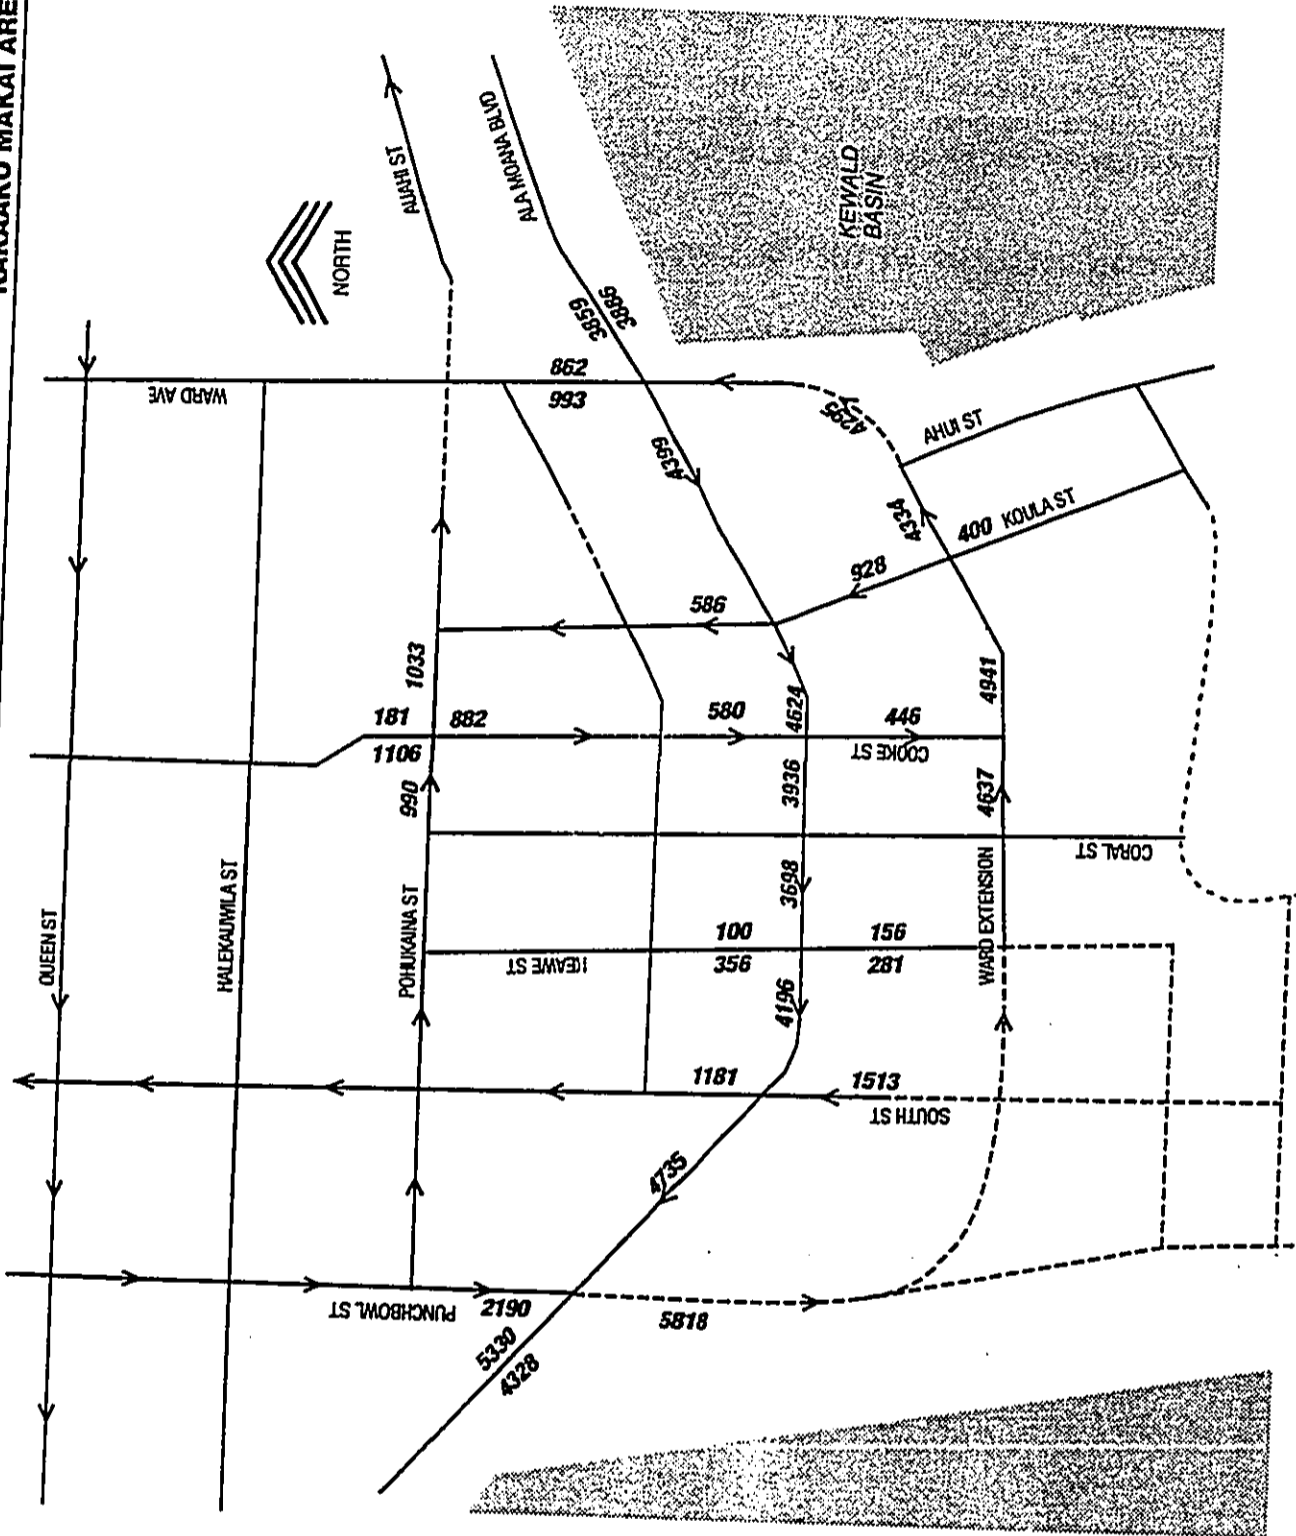 KAKAAKO MAKAI ARE
AUAHI ST
ALA MOANA BLVD
KEWALD
BASIN
NORTH
WARD AVE
862
993
3859
3886
4399
4295
AHUI ST
4334
400 KOULA ST
928
586
1033
181
882
1106
990
580
4624
446
COOKE ST
4941
3936
4637
CORAL ST
QUEEN ST
HALEKAUWILA ST
POHUKAINA ST
KEAWE ST
100
356
3698
156
281
WARD EXTENSION
4196
1181
1513
SOUTH ST
4735
PUNCHBOWL ST
2190
5818
5330
4328